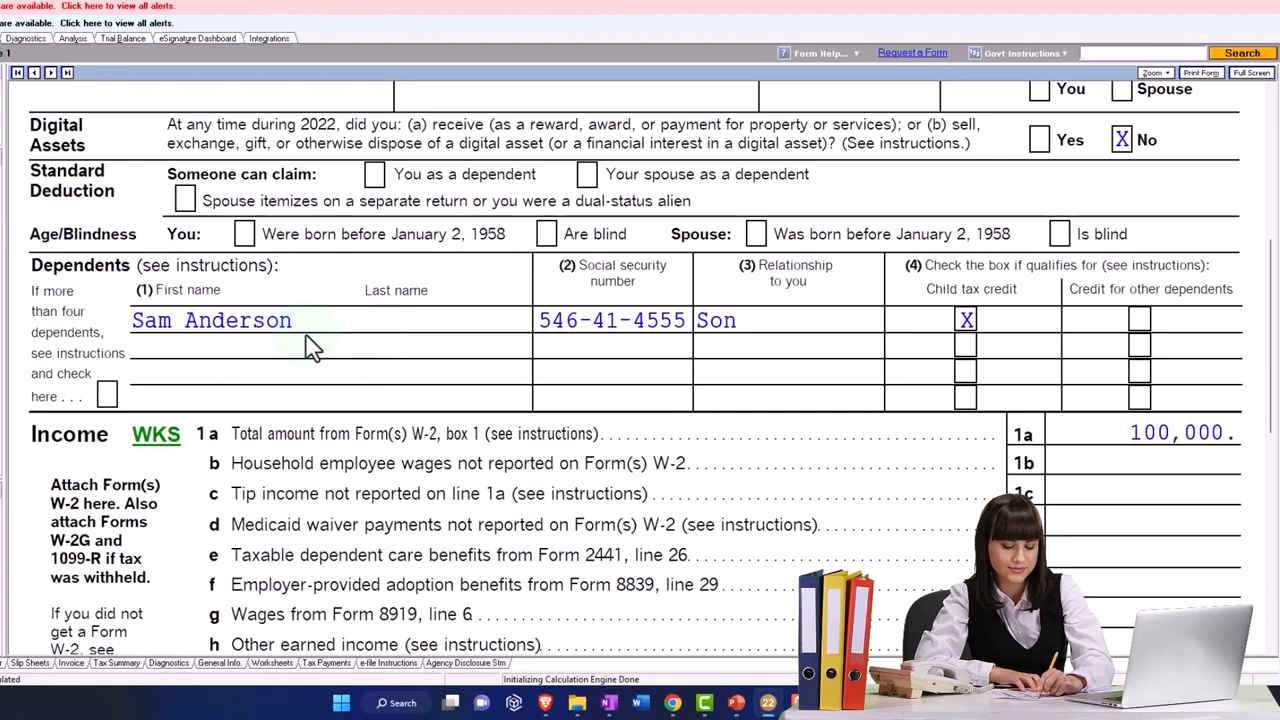 are available. Click here to view all alerts.
are available. Click here to view all alerts.
Diagnostics Analysis Trial Balance eSignature Dashboard Integrations
e 1 Form Help... Request a Form Govt Instructions Search
Zoom Print Form Full Screen
You Spouse
Digital Assets
At any time during 2022, did you: (a) receive (as a reward, award, or payment for property or services); or (b) sell,
exchange, gift, or otherwise dispose of a digital asset (or a financial interest in a digital asset)? (See instructions.)
Yes X No
Standard Deduction
Someone can claim: You as a dependent Your spouse as a dependent
Spouse itemizes on a separate return or you were a dual-status alien
Age/Blindness You: Were born before January 2, 1958 Are blind Spouse: Was born before January 2, 1958 Is blind
Dependents (see instructions):
(2) Social security number
(3) Relationship to you
(4) Check the box if qualifies for (see instructions):
(1) First name Last name
Child tax credit Credit for other dependents
If more
than four
dependents,
see instructions
and check
here . . .
Sam Anderson 546-41-4555 Son X
Income WKS 1 a Total amount from Form(s) W-2, box 1 (see instructions) 1a 100,000.
b Household employee wages not reported on Form(s) W-2 1b
c Tip income not reported on line 1a (see instructions) 1c
d Medicaid waiver payments not reported on Form(s) W-2 (see instructions)
e Taxable dependent care benefits from Form 2441, line 26
f Employer-provided adoption benefits from Form 8839, line 29
g Wages from Form 8919, line 6
h Other earned income (see instructions)
Attach Form(s)
W-2 here. Also
attach Forms
W-2G and
1099-R if tax
was withheld.
If you did not
get a Form
W-2, see
Slip Sheets Invoice Tax Summary Diagnostics General Info. Worksheets Tax Payments e-file Instructions Agency Disclosure Stm
Initializing Calculation Engine Done
Search
22